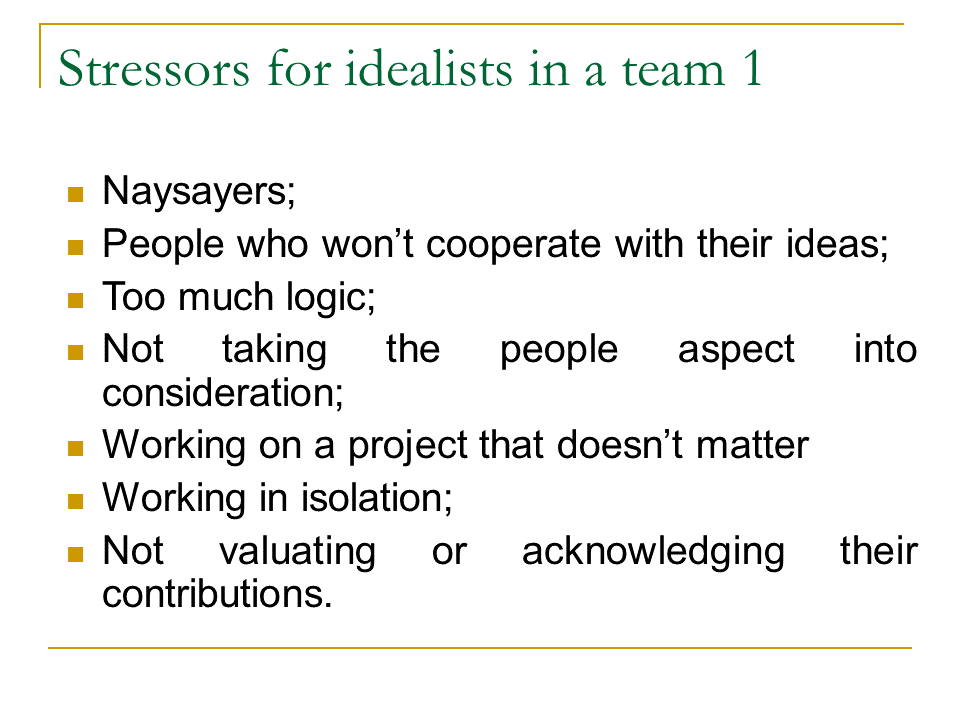 Stressors for idealists in a team 1
Naysayers;
People who won’t cooperate with their ideas;
Too much logic;
Not taking the people aspect into
consideration;
Working on a project that doesn’t matter
Working in isolation;
Not valuating or acknowledging their
contributions.